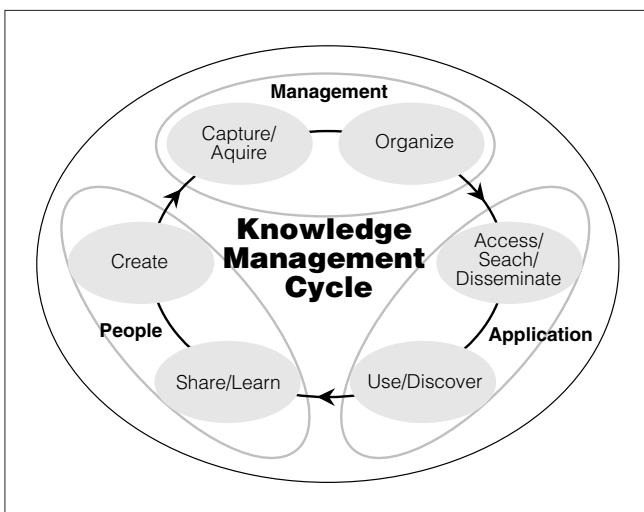 Management
Capture/
Aquire
Organize
Knowledge
Management
Cycle
Create
Access/
Seach/
Disseminate
People
Application
Share/Learn
Use/Discover